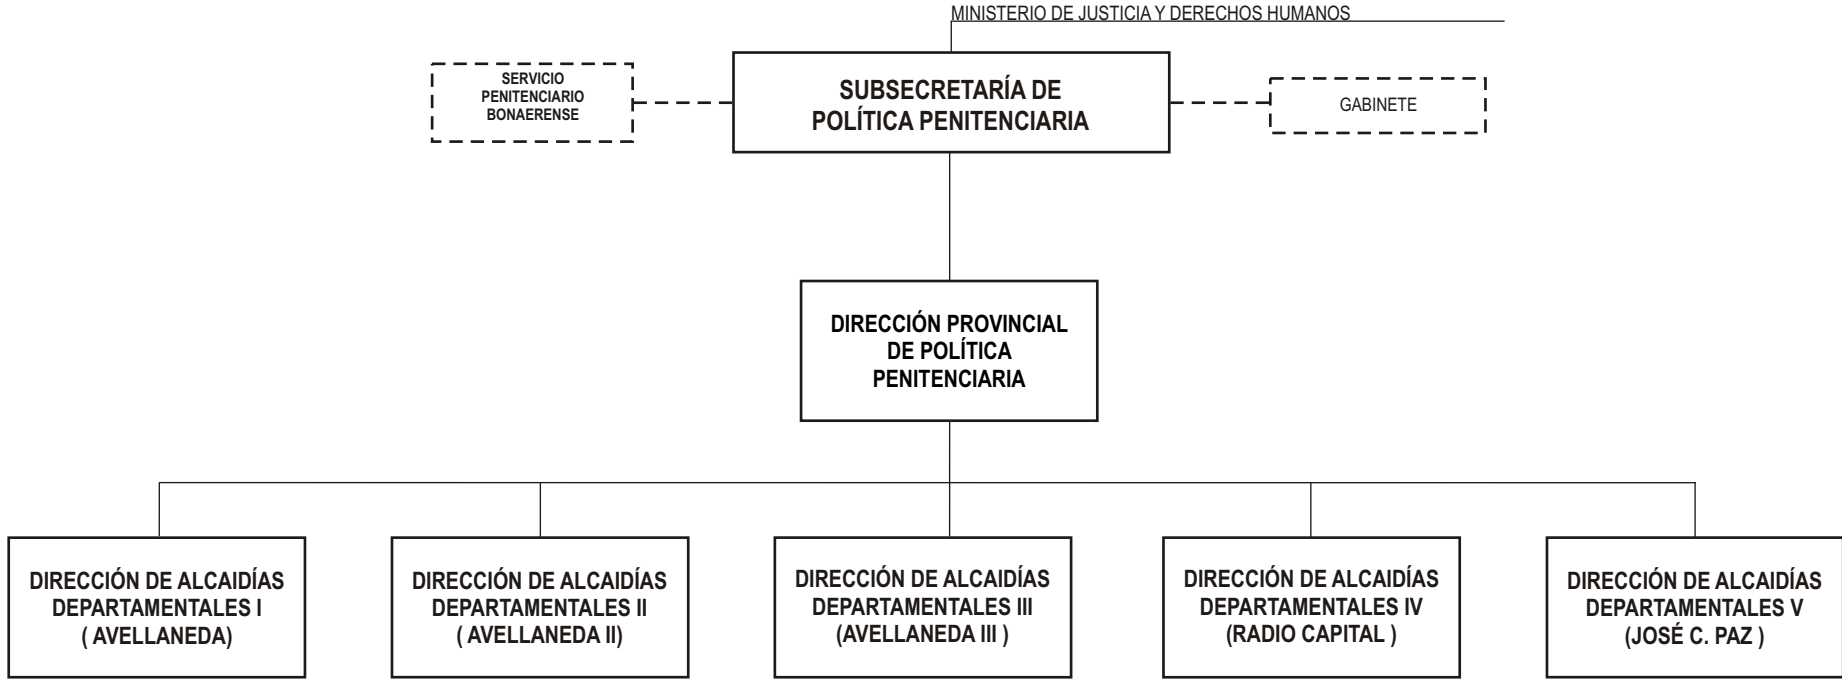 MINISTERIO DE JUSTICIA Y DERECHOS HUMANOS
SERVICIO
PENITENCIARIO
BONAERENSE
SUBSECRETARÍA DE
POLÍTICA PENITENCIARIA
GABINETE
DIRECCIÓN PROVINCIAL
DE POLÍTICA
PENITENCIARIA
DIRECCIÓN DE ALCAIDÍAS
DEPARTAMENTALES I
( AVELLANEDA)
DIRECCIÓN DE ALCAIDÍAS
DEPARTAMENTALES II
( AVELLANEDA II)
DIRECCIÓN DE ALCAIDÍAS
DEPARTAMENTALES III
(AVELLANEDA III )
DIRECCIÓN DE ALCAIDÍAS
DEPARTAMENTALES IV
(RADIO CAPITAL )
DIRECCIÓN DE ALCAIDÍAS
DEPARTAMENTALES V
(JOSÉ C. PAZ )